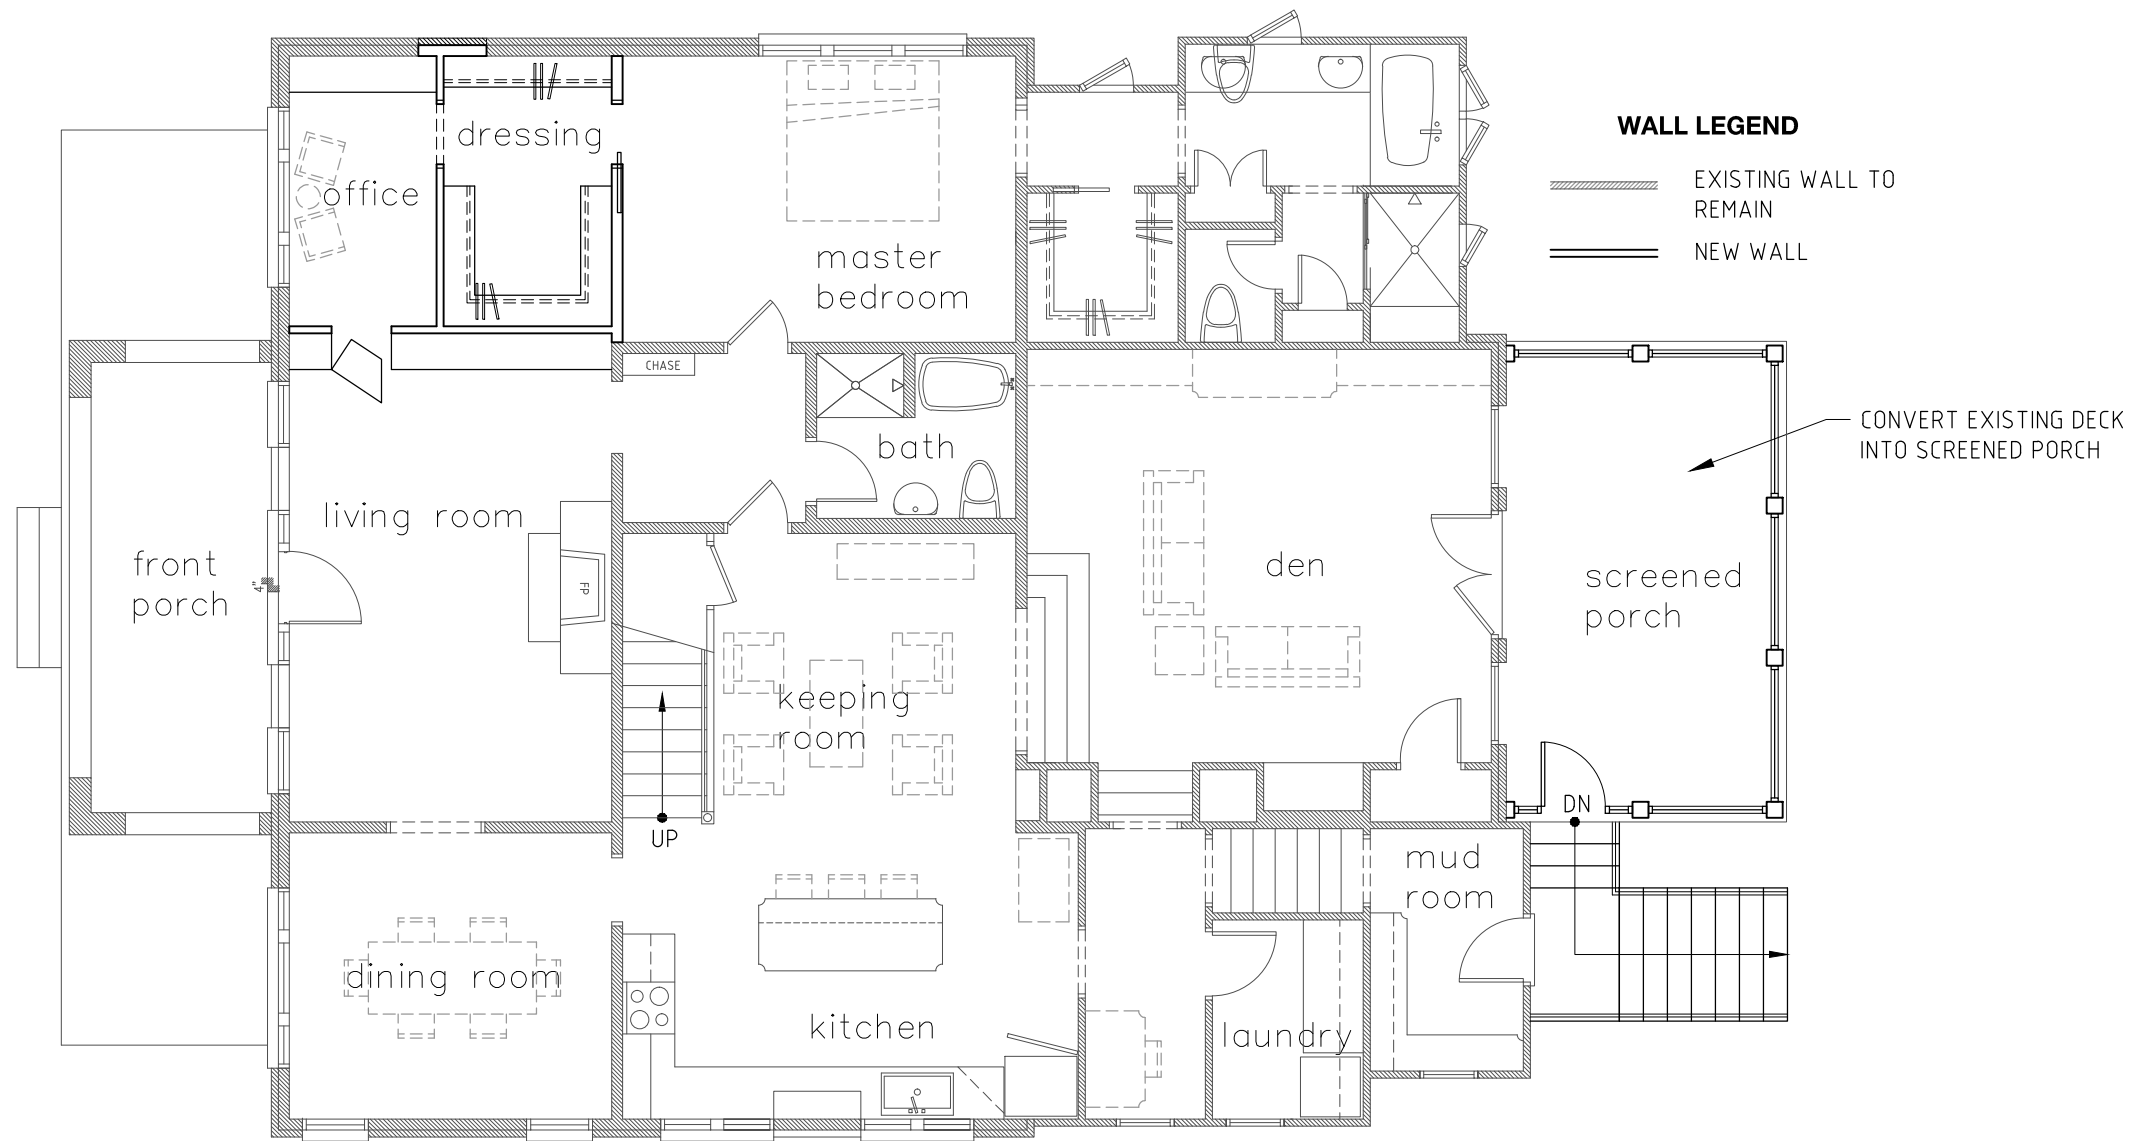 WALL LEGEND
EXISTING WALL TO
REMAIN
NEW WALL
dressing
office
master
bedroom
CHASE
bath
CONVERT EXISTING DECK
INTO SCREENED PORCH
living room
front
porch
4"
FP
den
screened
porch
keeping
room
UP
DN
mud
room
dining room
kitchen
laundry